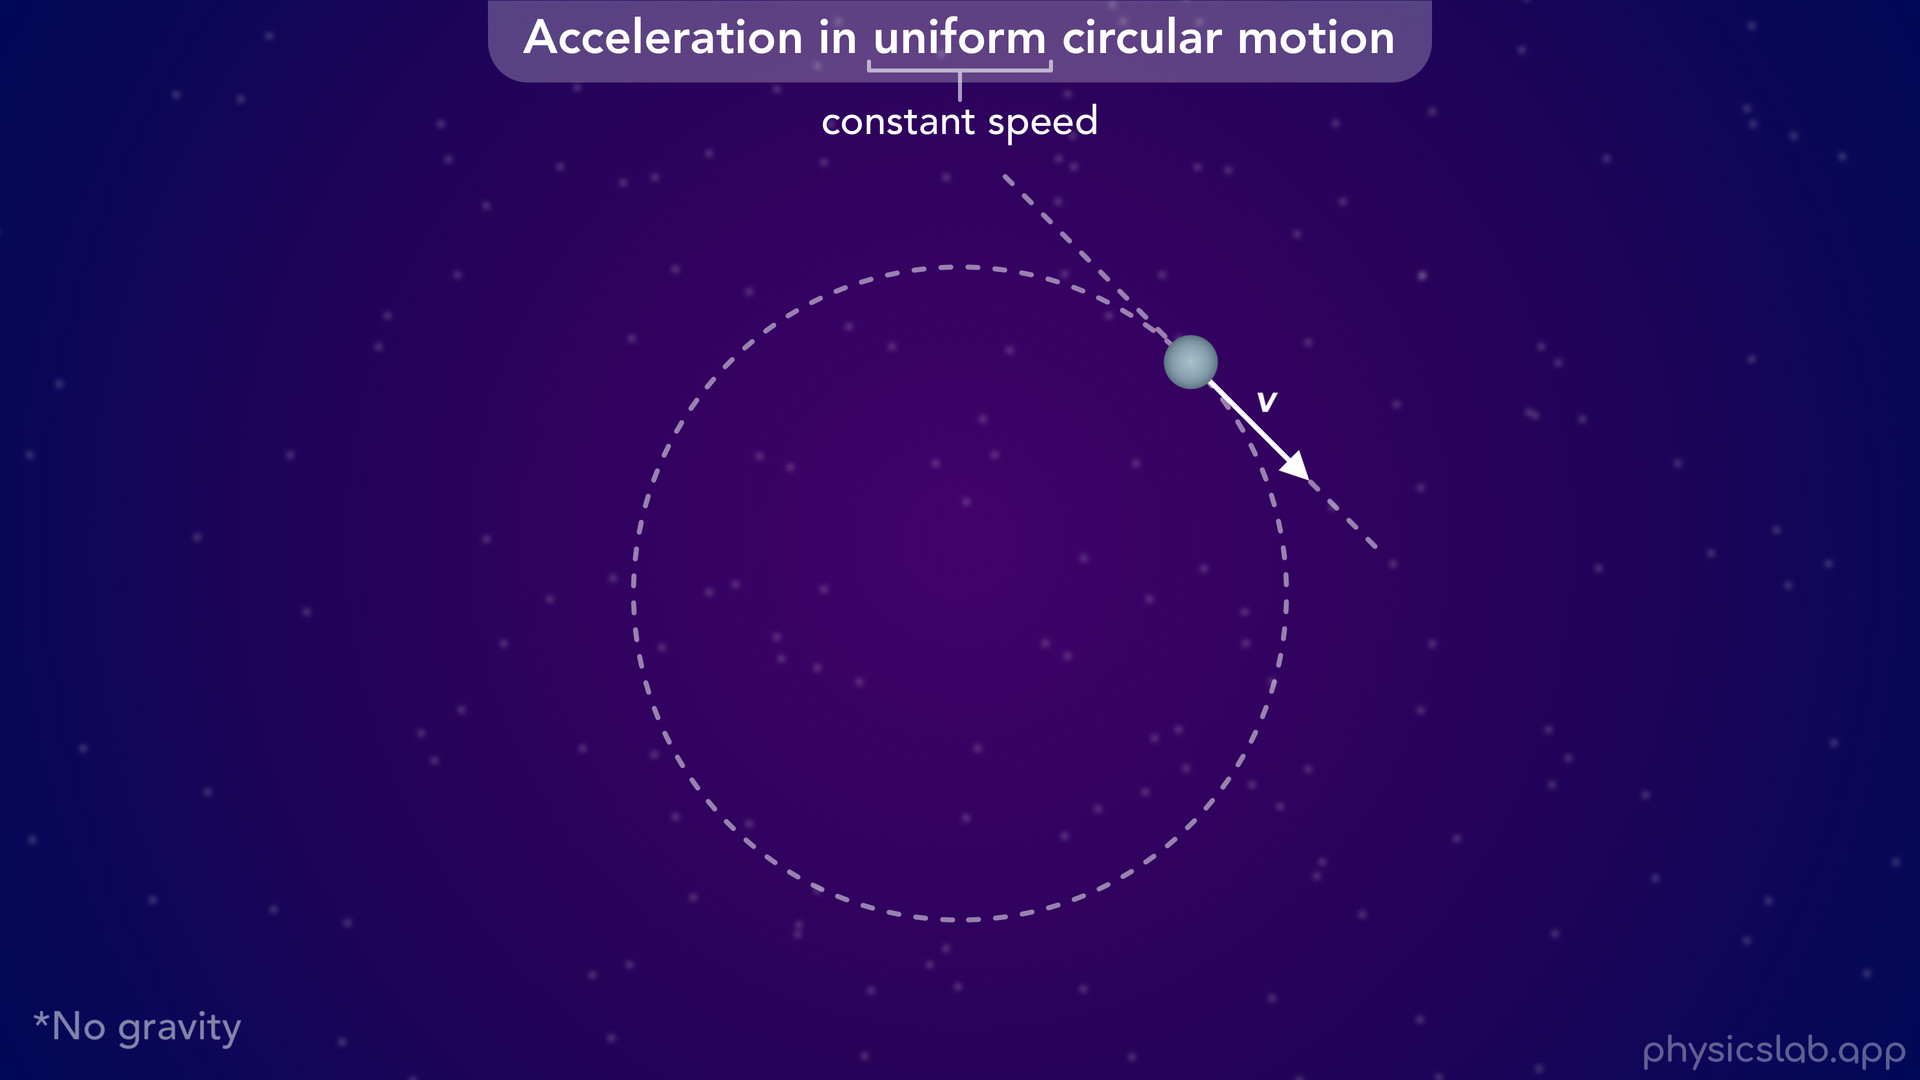 Acceleration in uniform circular motion
constant speed
v
*No gravity
physicslab.app